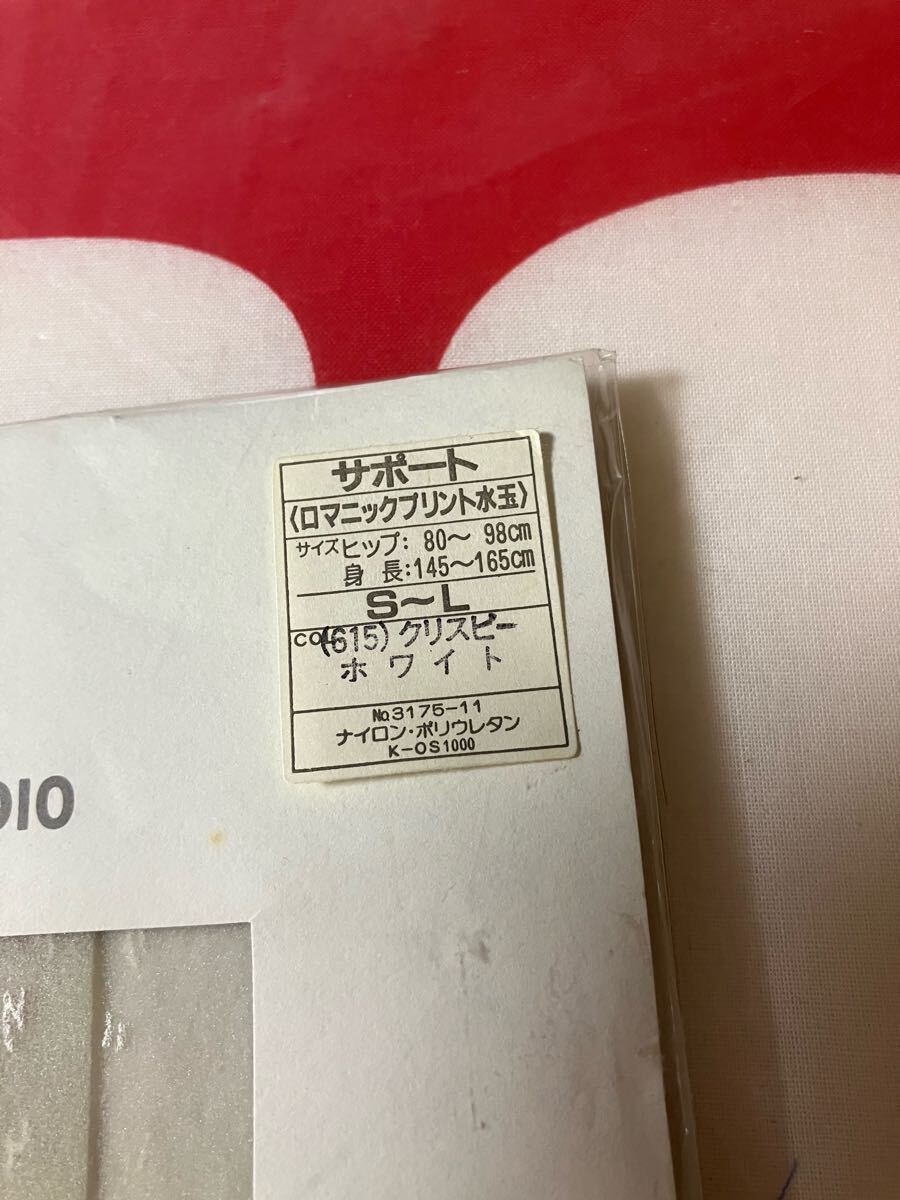 サポート
〈ロマニックプリント水玉〉
サイズ ヒップ: 80〜 98cm
身 長:145〜165cm
S〜L
COL (615) クリスピー
ホワイト
No.3175-11
ナイロン・ポリウレタン
K-OS1000
DIO
N